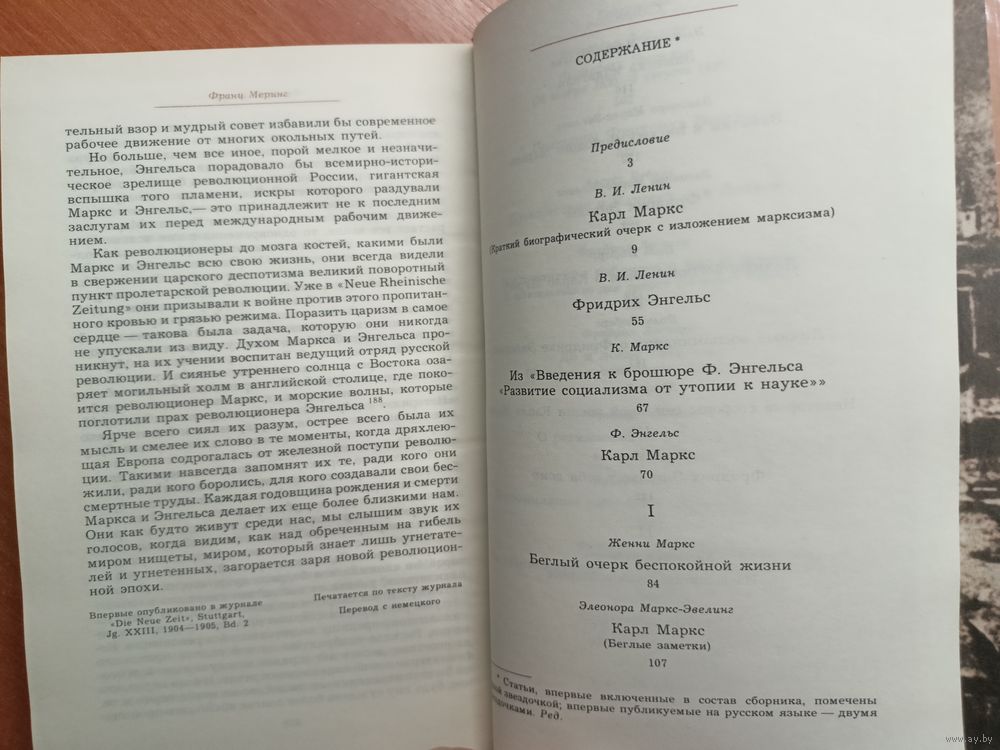 Франц Меринг
тельный взор и мудрый совет избавили бы современное
рабочее движение от многих окольных путей.
Но больше, чем все иное, порой мелкое и незначи-
тельное, Энгельса порадовало бы всемирно-истори-
ческое зрелище революционной России, гигантская
вспышка того пламени, искры которого раздували
Маркс и Энгельс,— это принадлежит не к последним
заслугам их перед международным рабочим движе-
нием.
Как революционеры до мозга костей, какими были
Маркс и Энгельс всю свою жизнь, они всегда видели
в свержении царского деспотизма великий поворотный
пункт пролетарской революции. Уже в «Neue Rheinische
Zeitung» они призывали к войне против этого пропитан-
ного кровью и грязью режима. Поразить царизм в самое
сердце — такова была задача, которую они никогда
не упускали из виду. Духом Маркса и Энгельса про-
никнут, на их учении воспитан ведущий отряд русской
революции. И сиянье утреннего солнца с Востока оза-
ряет могильный холм в английской столице, где поко-
ится революционер Маркс, и морские волны, которые
поглотили прах революционера Энгельса 188.
Ярче всего сиял их разум, острее всего была их
мысль и смелее их слово в те моменты, когда дряхлею-
щая Европа содрогалась от железной поступи револю-
ции. Такими навсегда запомнят их те, ради кого они
жили, ради кого боролись, для кого создавали свои бес-
смертные труды. Каждая годовщина рождения и смерти
Маркса и Энгельса делает их еще более близкими нам.
Они как будто живут среди нас, мы слышим звук их
голосов, когда видим, как над обреченным на гибель
миром нищеты, миром, который знает лишь угнетате-
лей и угнетенных, загорается заря новой революцион-
ной эпохи.
Впервые опубликовано в журнале
«Die Neue Zeit», Stuttgart,
Jg. XXIII, 1904—1905, Bd. 2
Печатается по тексту журнала
Перевод с немецкого
СОДЕРЖАНИЕ *
Предисловие
3
В. И. Ленин
Карл Маркс
(Краткий биографический очерк с изложением марксизма)
9
В. И. Ленин
Фридрих Энгельс
55
К. Маркс
Из «Введения к брошюре Ф. Энгельса
«Развитие социализма от утопии к науке»»
67
Ф. Энгельс
Карл Маркс
70
I
Женни Маркс
Беглый очерк беспокойной жизни
84
Элеонора Маркс-Эвелинг
Карл Маркс
(Беглые заметки)
107
* Статьи, впервые включенные в состав сборника, помечены
звездочкой; впервые публикуемые на русском языке — двумя
Ред.
www.ay.by